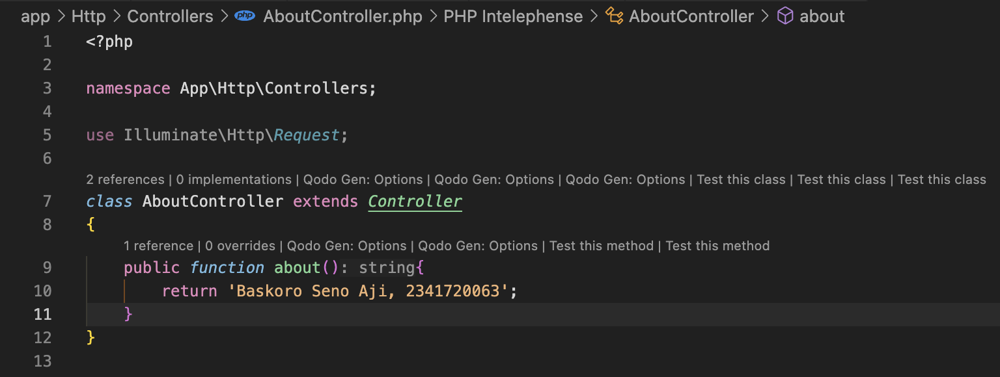 app > Http > Controllers > php AboutController.php > PHP Intelephense > AboutController > about
1 <?php
2
3 namespace App\Http\Controllers;
4
5 use Illuminate\Http\Request;
6
2 references | 0 implementations | Qodo Gen: Options | Qodo Gen: Options | Qodo Gen: Options | Test this class | Test this class | Test this class
7 class AboutController extends Controller
8 {
1 reference | 0 overrides | Qodo Gen: Options | Qodo Gen: Options | Test this method | Test this method
9 public function about(): string{
10 return 'Baskoro Seno Aji, 2341720063';
11 }
12 }
13